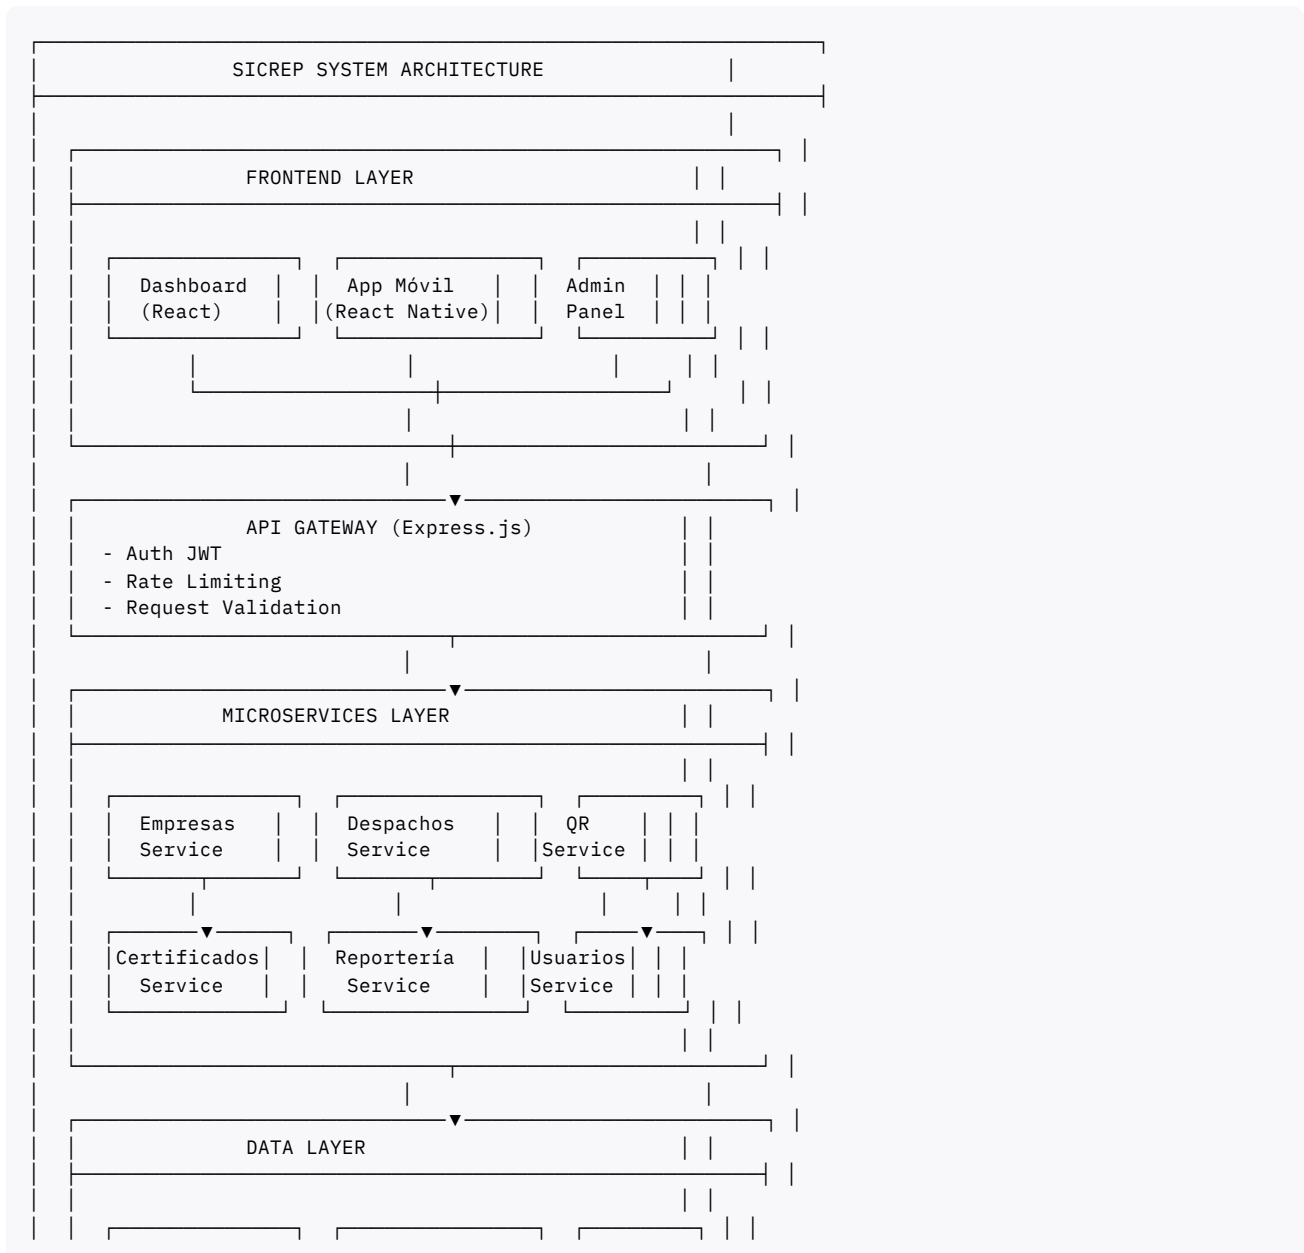 SICREP SYSTEM ARCHITECTURE
FRONTEND LAYER
Dashboard App Móvil Admin
(React) (React Native) Panel
API GATEWAY (Express.js)
- Auth JWT
- Rate Limiting
- Request Validation
MICROSERVICES LAYER
Empresas Despachos QR
Service Service Service
Certificados Reportería Usuarios
Service Service Service
DATA LAYER